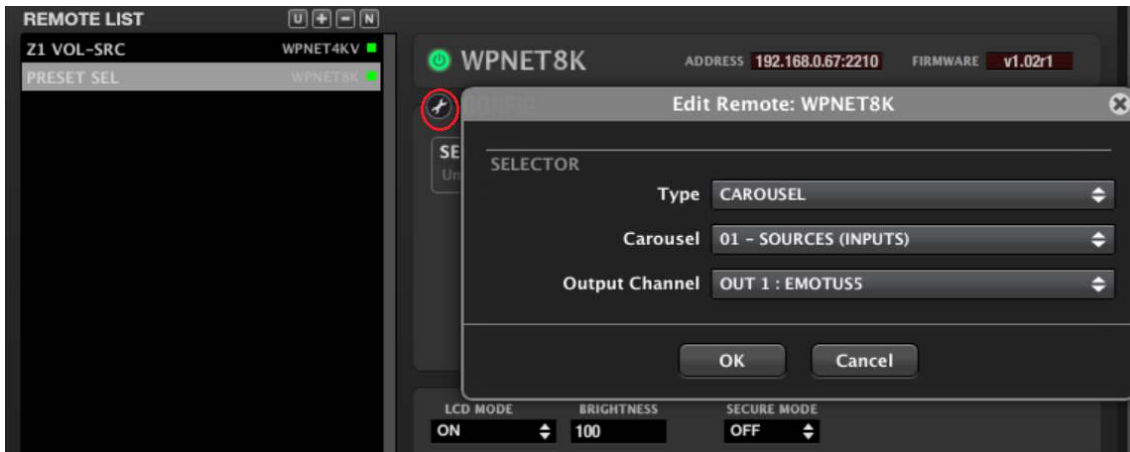 REMOTE LIST U + - N
Z1 VOL-SRC WPNET4KV
PRESET SEL WPNET8K
WPNET8K ADDRESS 192.168.0.67:2210 FIRMWARE v1.02r1
Edit Remote: WPNET8K
SE
Un
SELECTOR
Type CAROUSEL
Carousel 01 - SOURCES (INPUTS)
Output Channel OUT 1 : EMOTUS5
OK Cancel
LCD MODE BRIGHTNESS SECURE MODE
ON 100 OFF